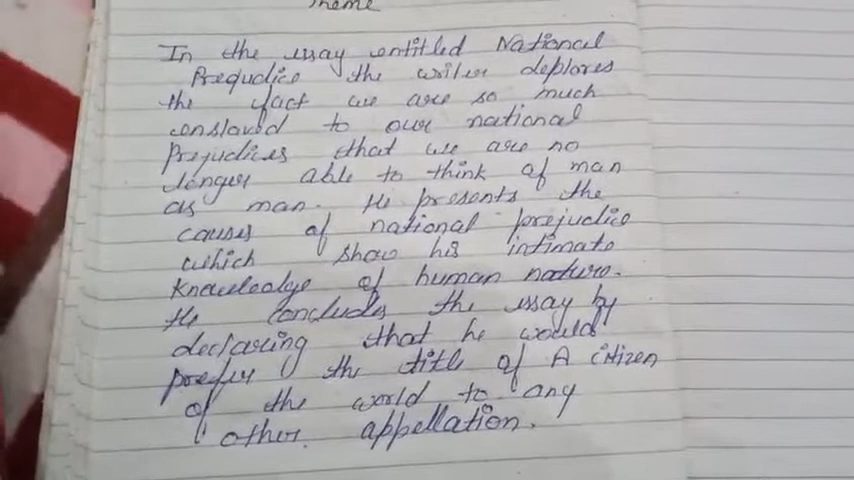 Theme
In the essay entitled National
Prequdice the writer deplores
the fact we are so much
enslaved to our national
Prejudices that we are no
longer able to think of man
as man. He presents the
causes of national prejudice
which show his intimate
knowledge of human nature.
He concludes the essay by
declaring that he would
prefer the title of A citizen
of the world to any
other appellation.